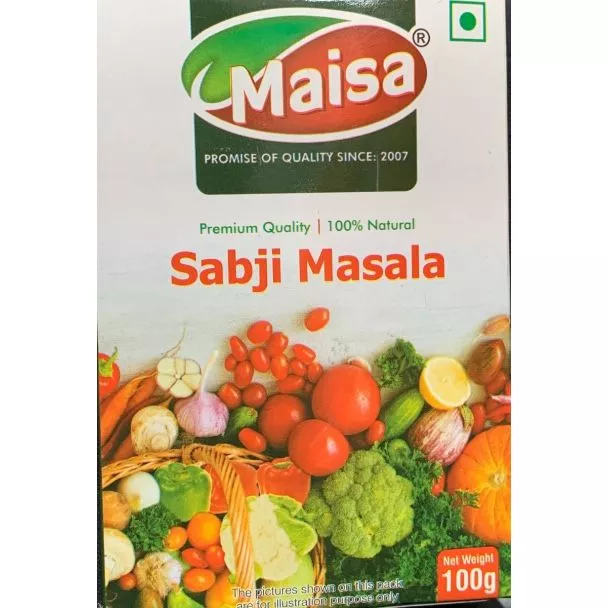 Maisa®
PROMISE OF QUALITY SINCE: 2007
Premium Quality | 100% Natural
Sabji Masala
Net Weight
100g
The pictures shown on this pack
are for illustration purpose only